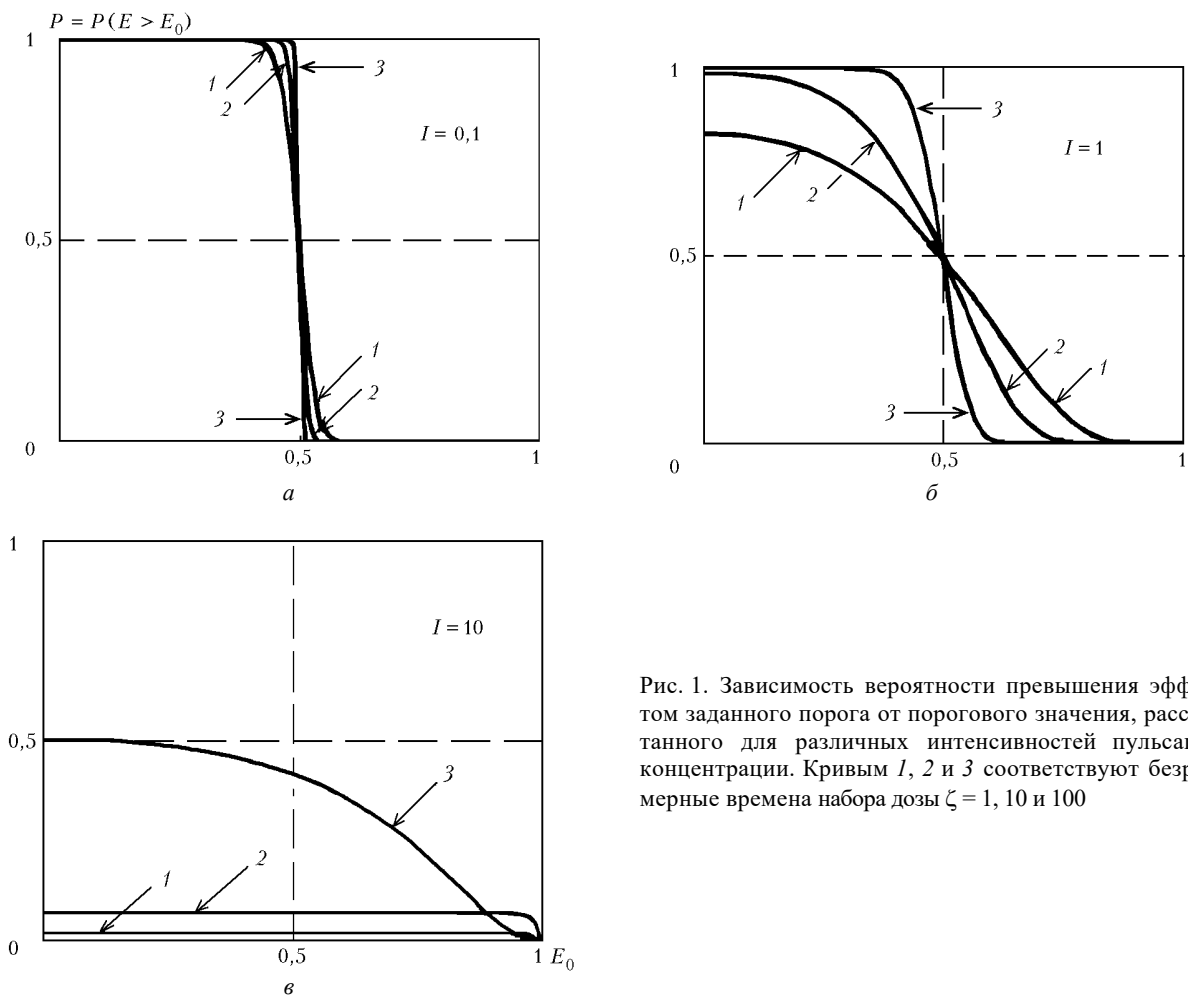 P = P(E > E₀)
1
1
2
3
I = 0,1
0,5
1
2
3
0
0,5
1
а
1
3
I = 1
1
2
0,5
2
1
3
0
0,5
1
б
1
I = 10
0,5
3
2
1
0
0,5
1 E₀
в
Рис. 1. Зависимость вероятности превышения эфф
том заданного порога от порогового значения, расс
танного для различных интенсивностей пульса
концентрации. Кривым 1, 2 и 3 соответствуют безр
мерные времена набора дозы ζ = 1, 10 и 100